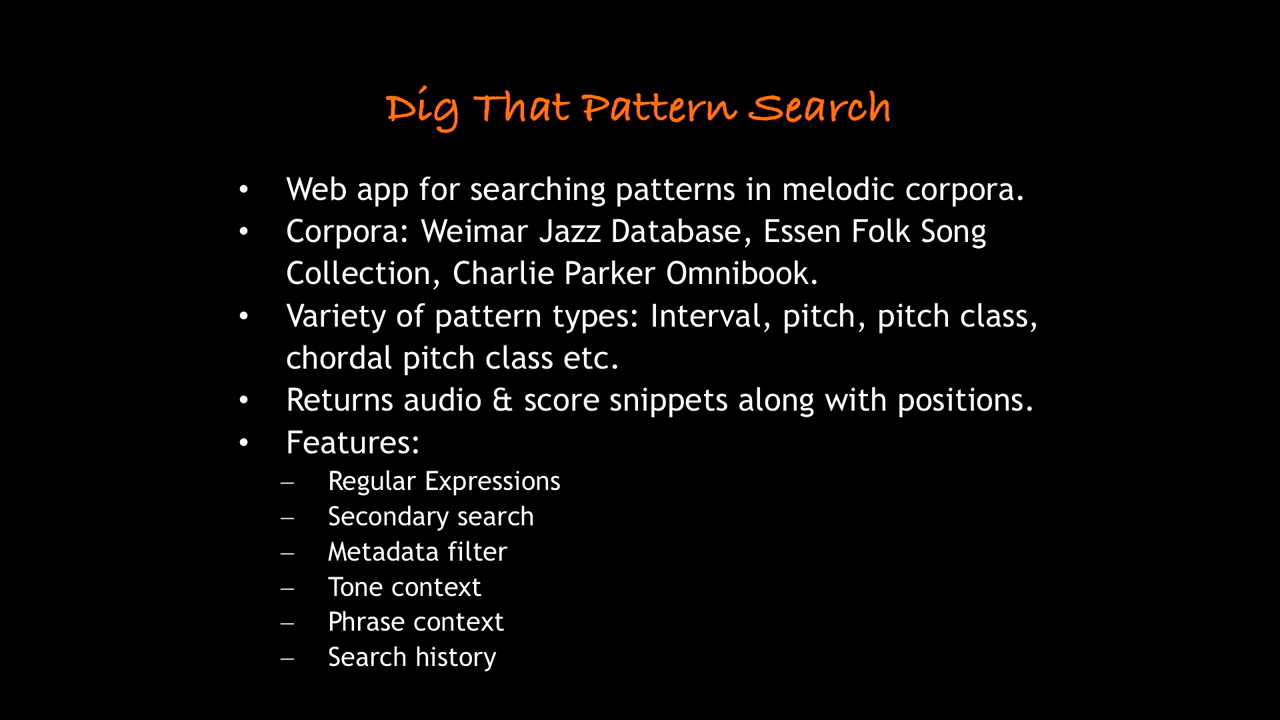 Dig That Pattern Search
• Web app for searching patterns in melodic corpora.
• Corpora: Weimar Jazz Database, Essen Folk Song
Collection, Charlie Parker Omnibook.
• Variety of pattern types: Interval, pitch, pitch class,
chordal pitch class etc.
• Returns audio & score snippets along with positions.
• Features:
– Regular Expressions
– Secondary search
– Metadata filter
– Tone context
– Phrase context
– Search history